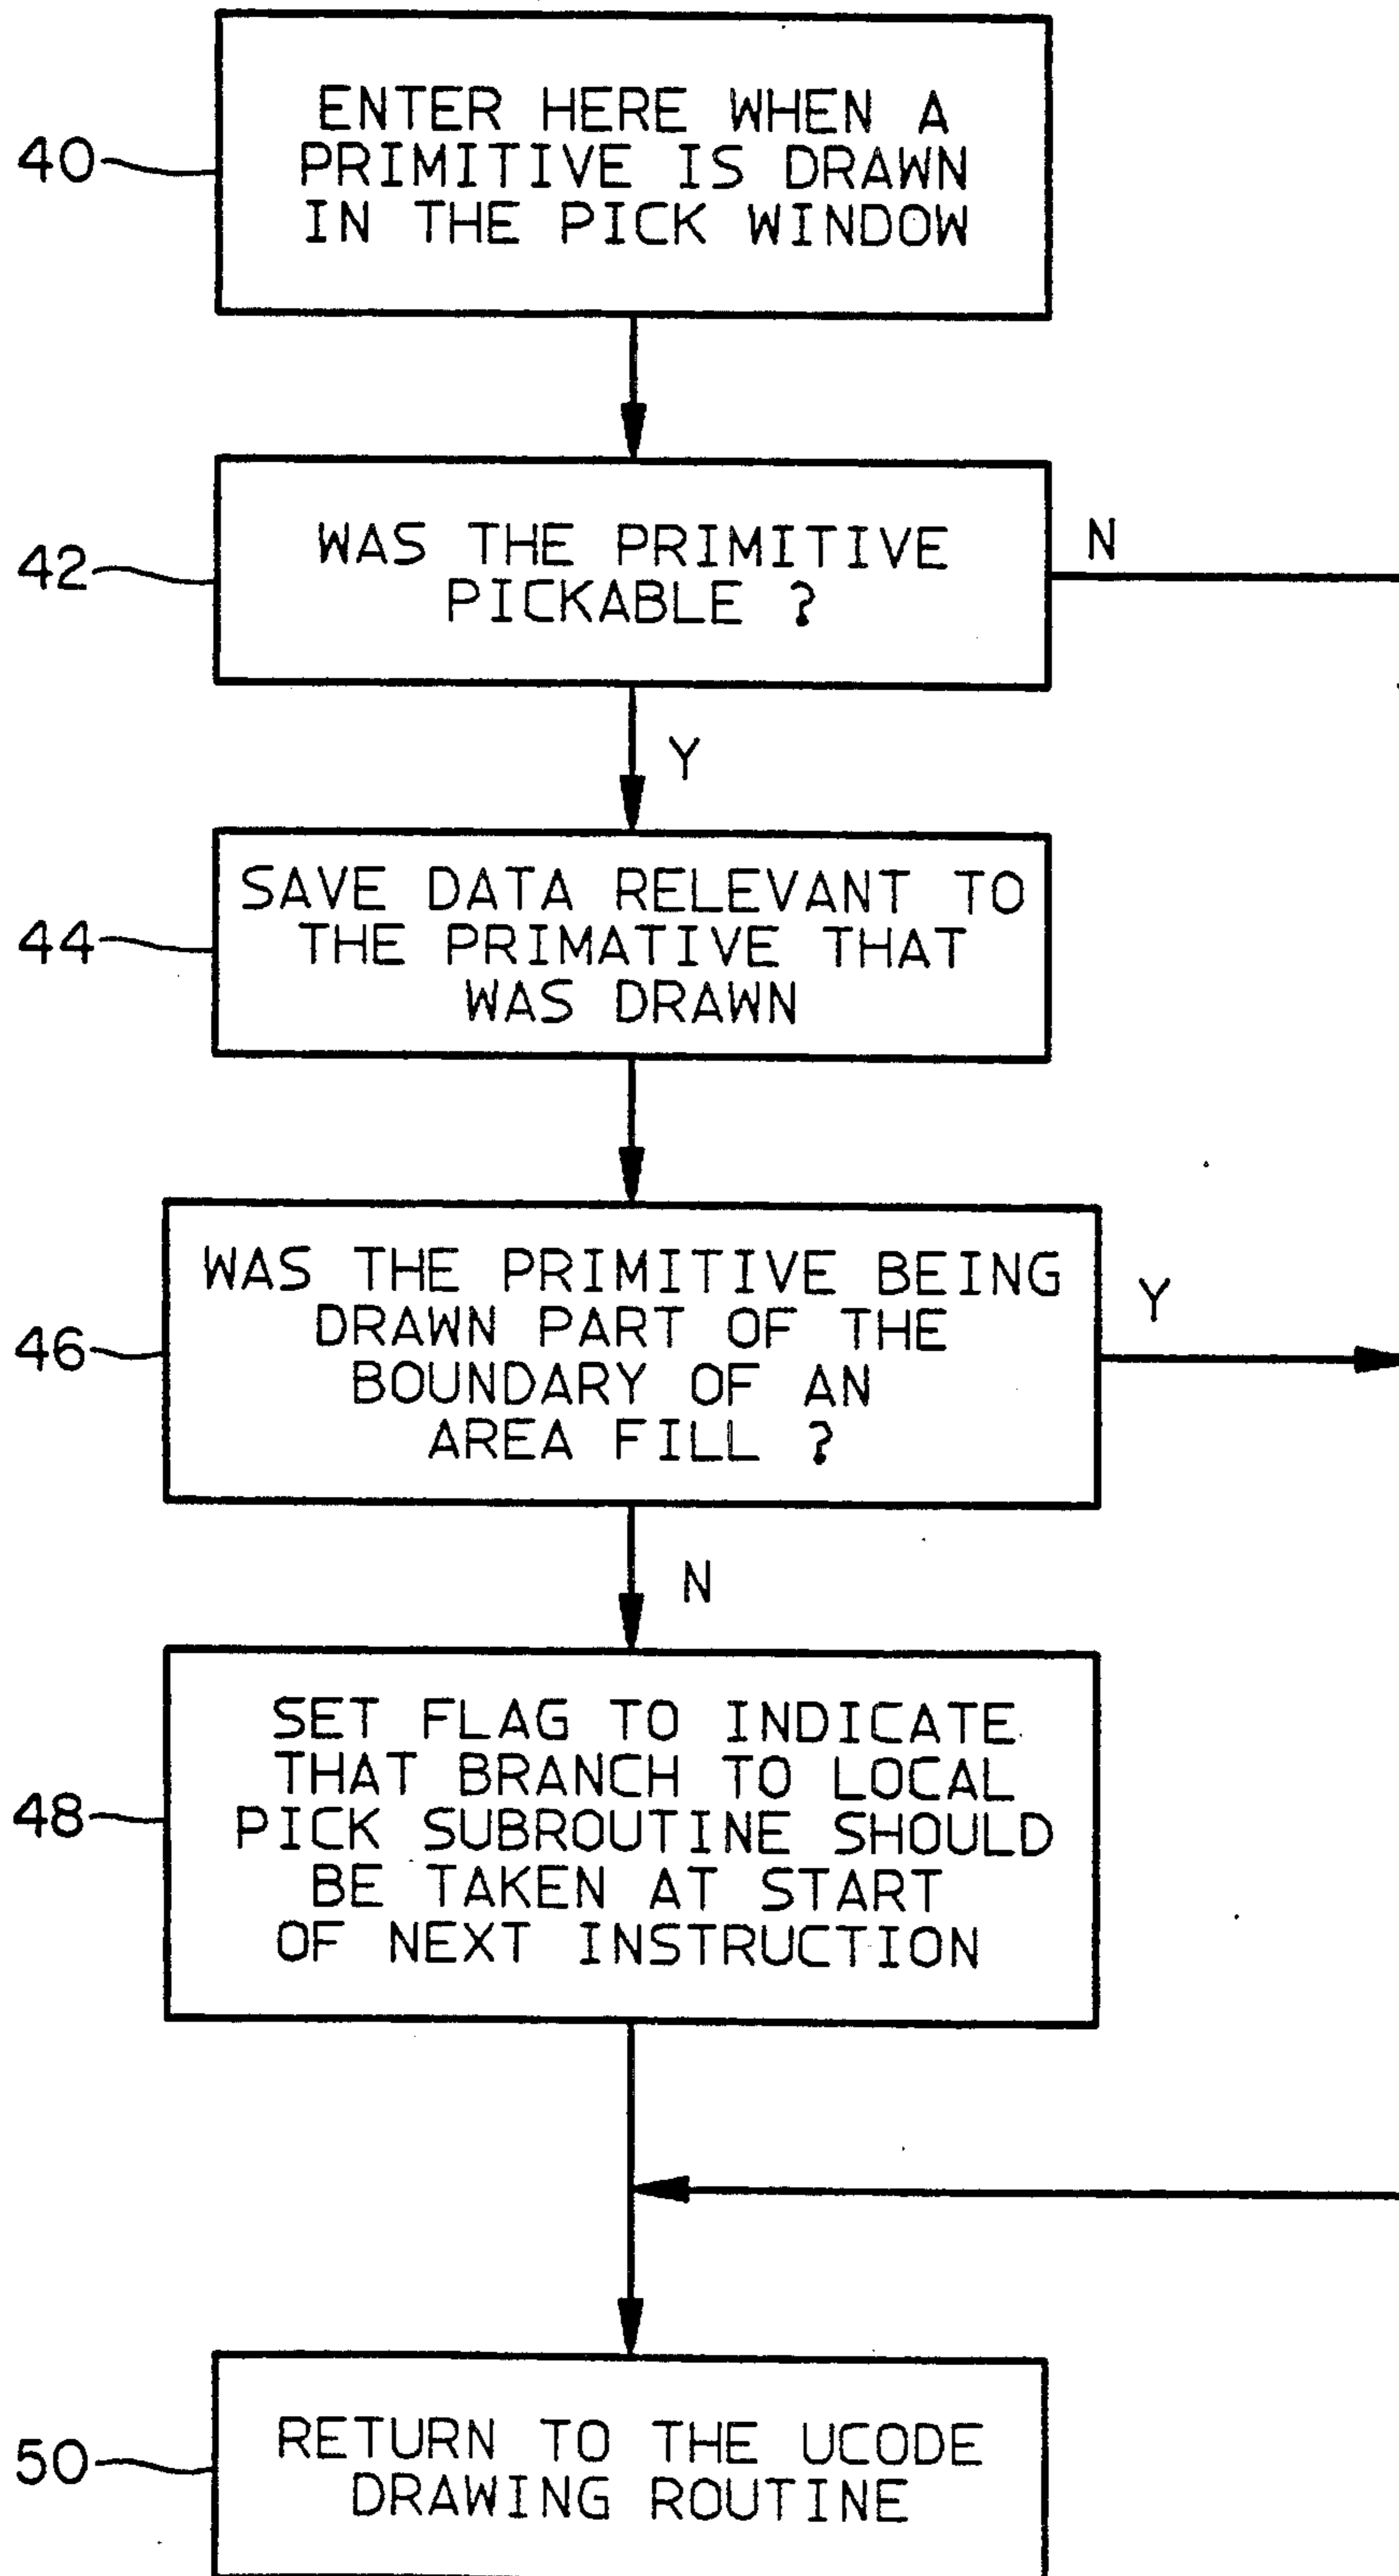 40
ENTER HERE WHEN A
PRIMITIVE IS DRAWN
IN THE PICK WINDOW
42
WAS THE PRIMITIVE
PICKABLE ?
N
Y
44
SAVE DATA RELEVANT TO
THE PRIMATIVE THAT
WAS DRAWN
46
WAS THE PRIMITIVE BEING
DRAWN PART OF THE
BOUNDARY OF AN
AREA FILL ?
Y
N
48
SET FLAG TO INDICATE
THAT BRANCH TO LOCAL
PICK SUBROUTINE SHOULD
BE TAKEN AT START
OF NEXT INSTRUCTION
50
RETURN TO THE UCODE
DRAWING ROUTINE